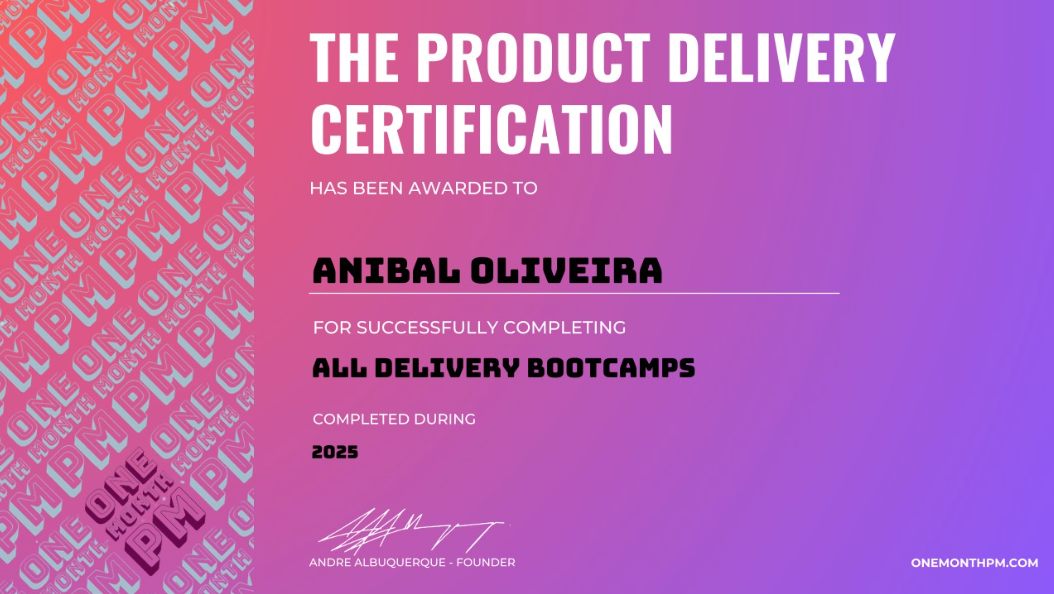 THE PRODUCT DELIVERY
CERTIFICATION
HAS BEEN AWARDED TO
ANIBAL OLIVEIRA
FOR SUCCESSFULLY COMPLETING
ALL DELIVERY BOOTCAMPS
COMPLETED DURING
2025
ANDRE ALBUQUERQUE - FOUNDER
ONEMONTHPM.COM
ONE
MONTH
PM